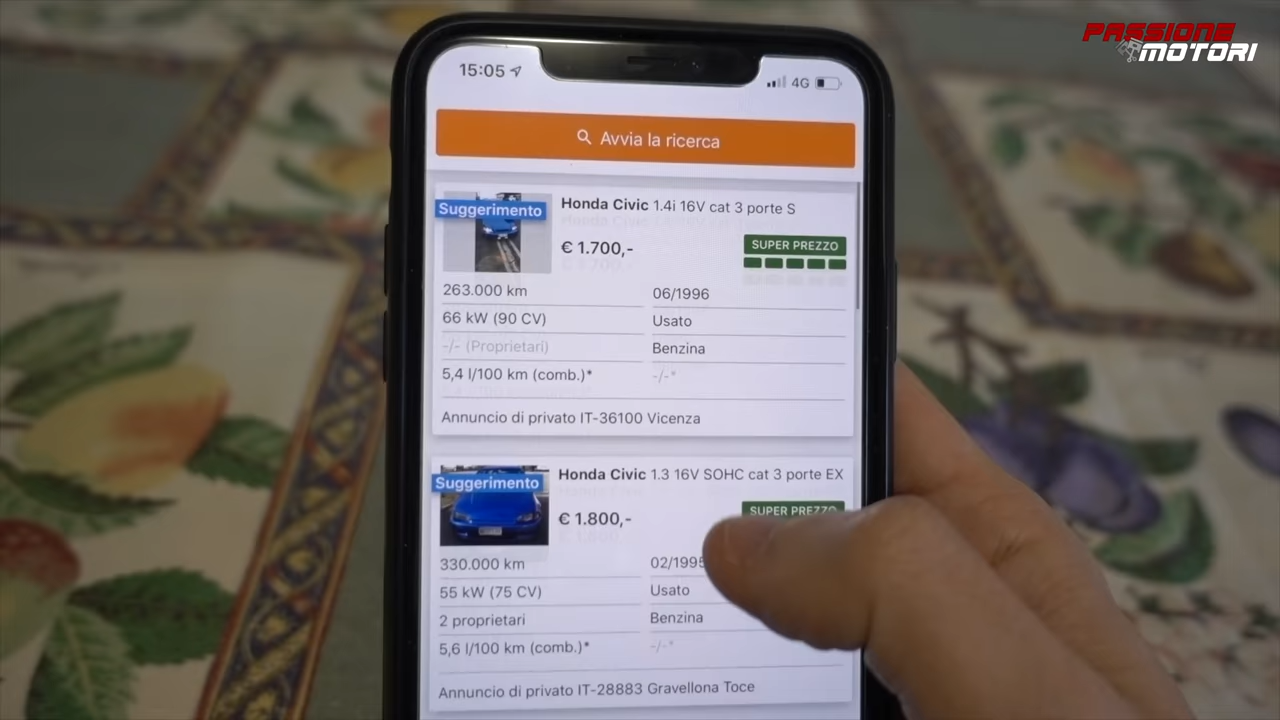 PASSIONE
MOTORI
15:05
4G
Avvia la ricerca
Suggerimento
Honda Civic 1.4i 16V cat 3 porte S
€ 1.700,-
SUPER PREZZO
263.000 km
06/1996
66 kW (90 CV)
Usato
-/- (Proprietari)
Benzina
5,4 l/100 km (comb.)*
-/-*
Annuncio di privato IT-36100 Vicenza
Suggerimento
Honda Civic 1.3 16V SOHC cat 3 porte EX
€ 1.800,-
SUPER PREZZO
330.000 km
02/1995
55 kW (75 CV)
Usato
2 proprietari
Benzina
5,6 l/100 km (comb.)*
-/-*
Annuncio di privato IT-28883 Gravellona Toce